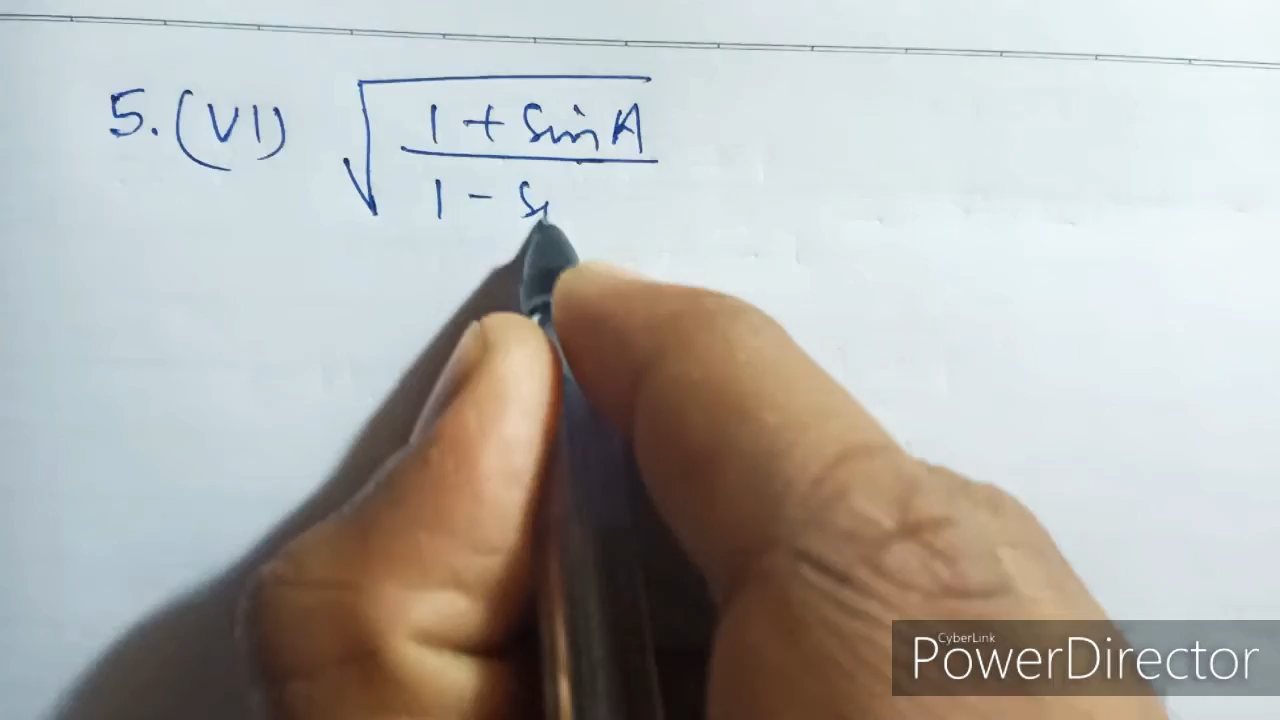 5. (VI) √ 1 + sin A
1 - s
CyberLink
PowerDirector